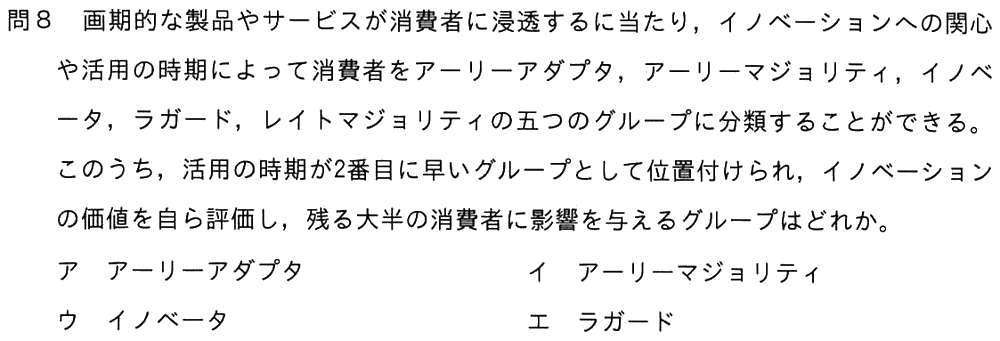 問８　画期的な製品やサービスが消費者に浸透するに当たり，イノベーションへの関心
や活用の時期によって消費者をアーリーアダプタ，アーリーマジョリティ，イノベ
ータ，ラガード，レイトマジョリティの五つのグループに分類することができる。
このうち，活用の時期が2番目に早いグループとして位置付けられ，イノベーション
の価値を自ら評価し，残る大半の消費者に影響を与えるグループはどれか。
ア　アーリーアダプタ　イ　アーリーマジョリティ
ウ　イノベータ　エ　ラガード